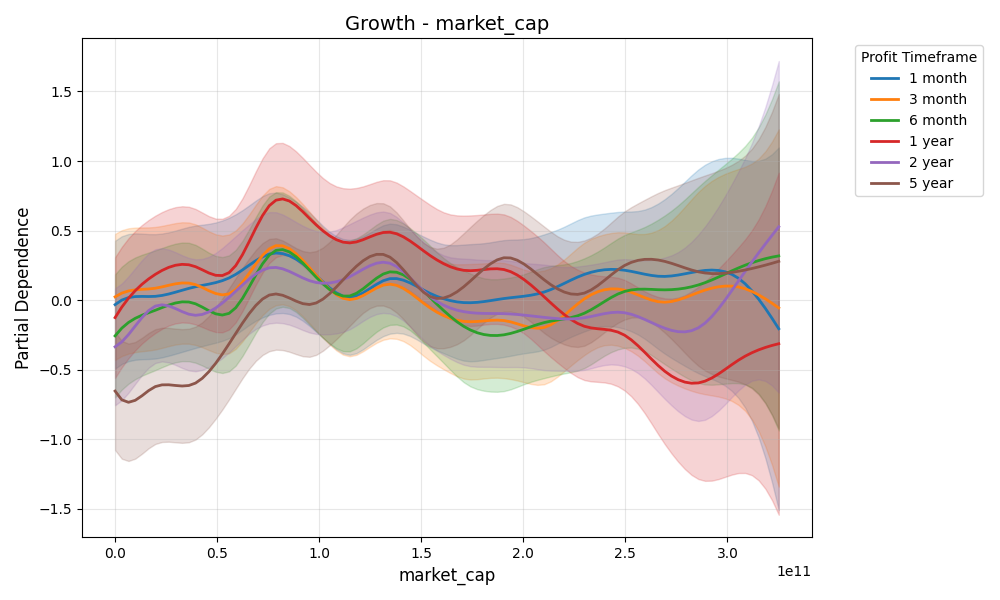 Growth - market_cap
Profit Timeframe
1 month
3 month
6 month
1 year
2 year
5 year
Partial Dependence
1.5
1.0
0.5
0.0
−0.5
−1.0
−1.5
0.0 0.5 1.0 1.5 2.0 2.5 3.0
1e11
market_cap